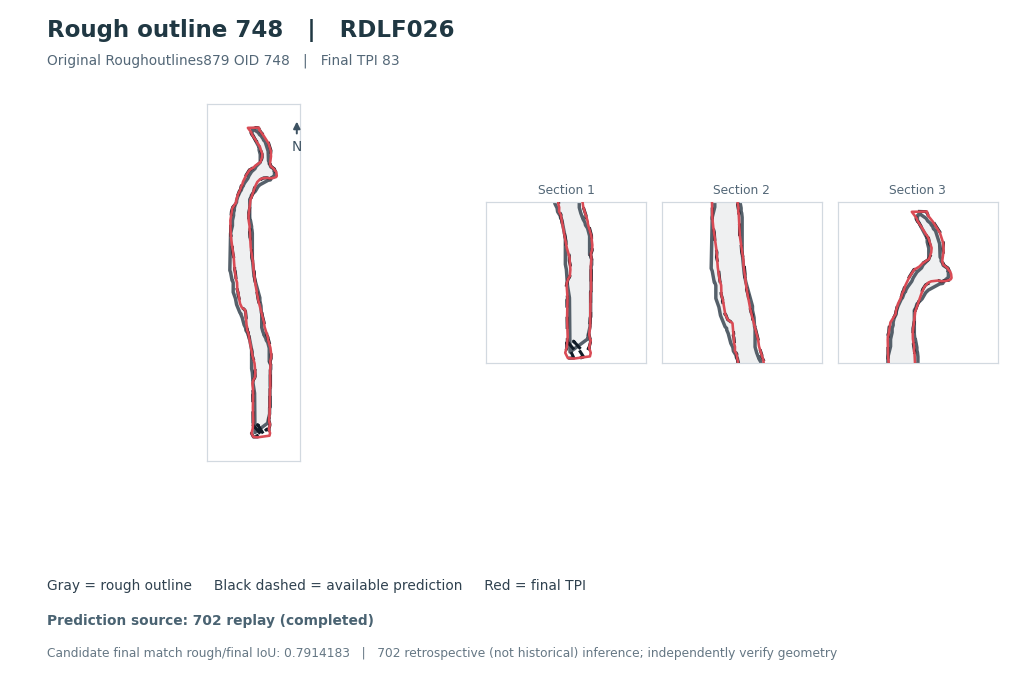 Rough outline 748   |   RDLF026
Original Roughoutlines879 OID 748   |   Final TPI 83
N
Section 1
Section 2
Section 3
Gray = rough outline     Black dashed = available prediction     Red = final TPI
Prediction source: 702 replay (completed)
Candidate final match rough/final IoU: 0.7914183   |   702 retrospective (not historical) inference; independently verify geometry